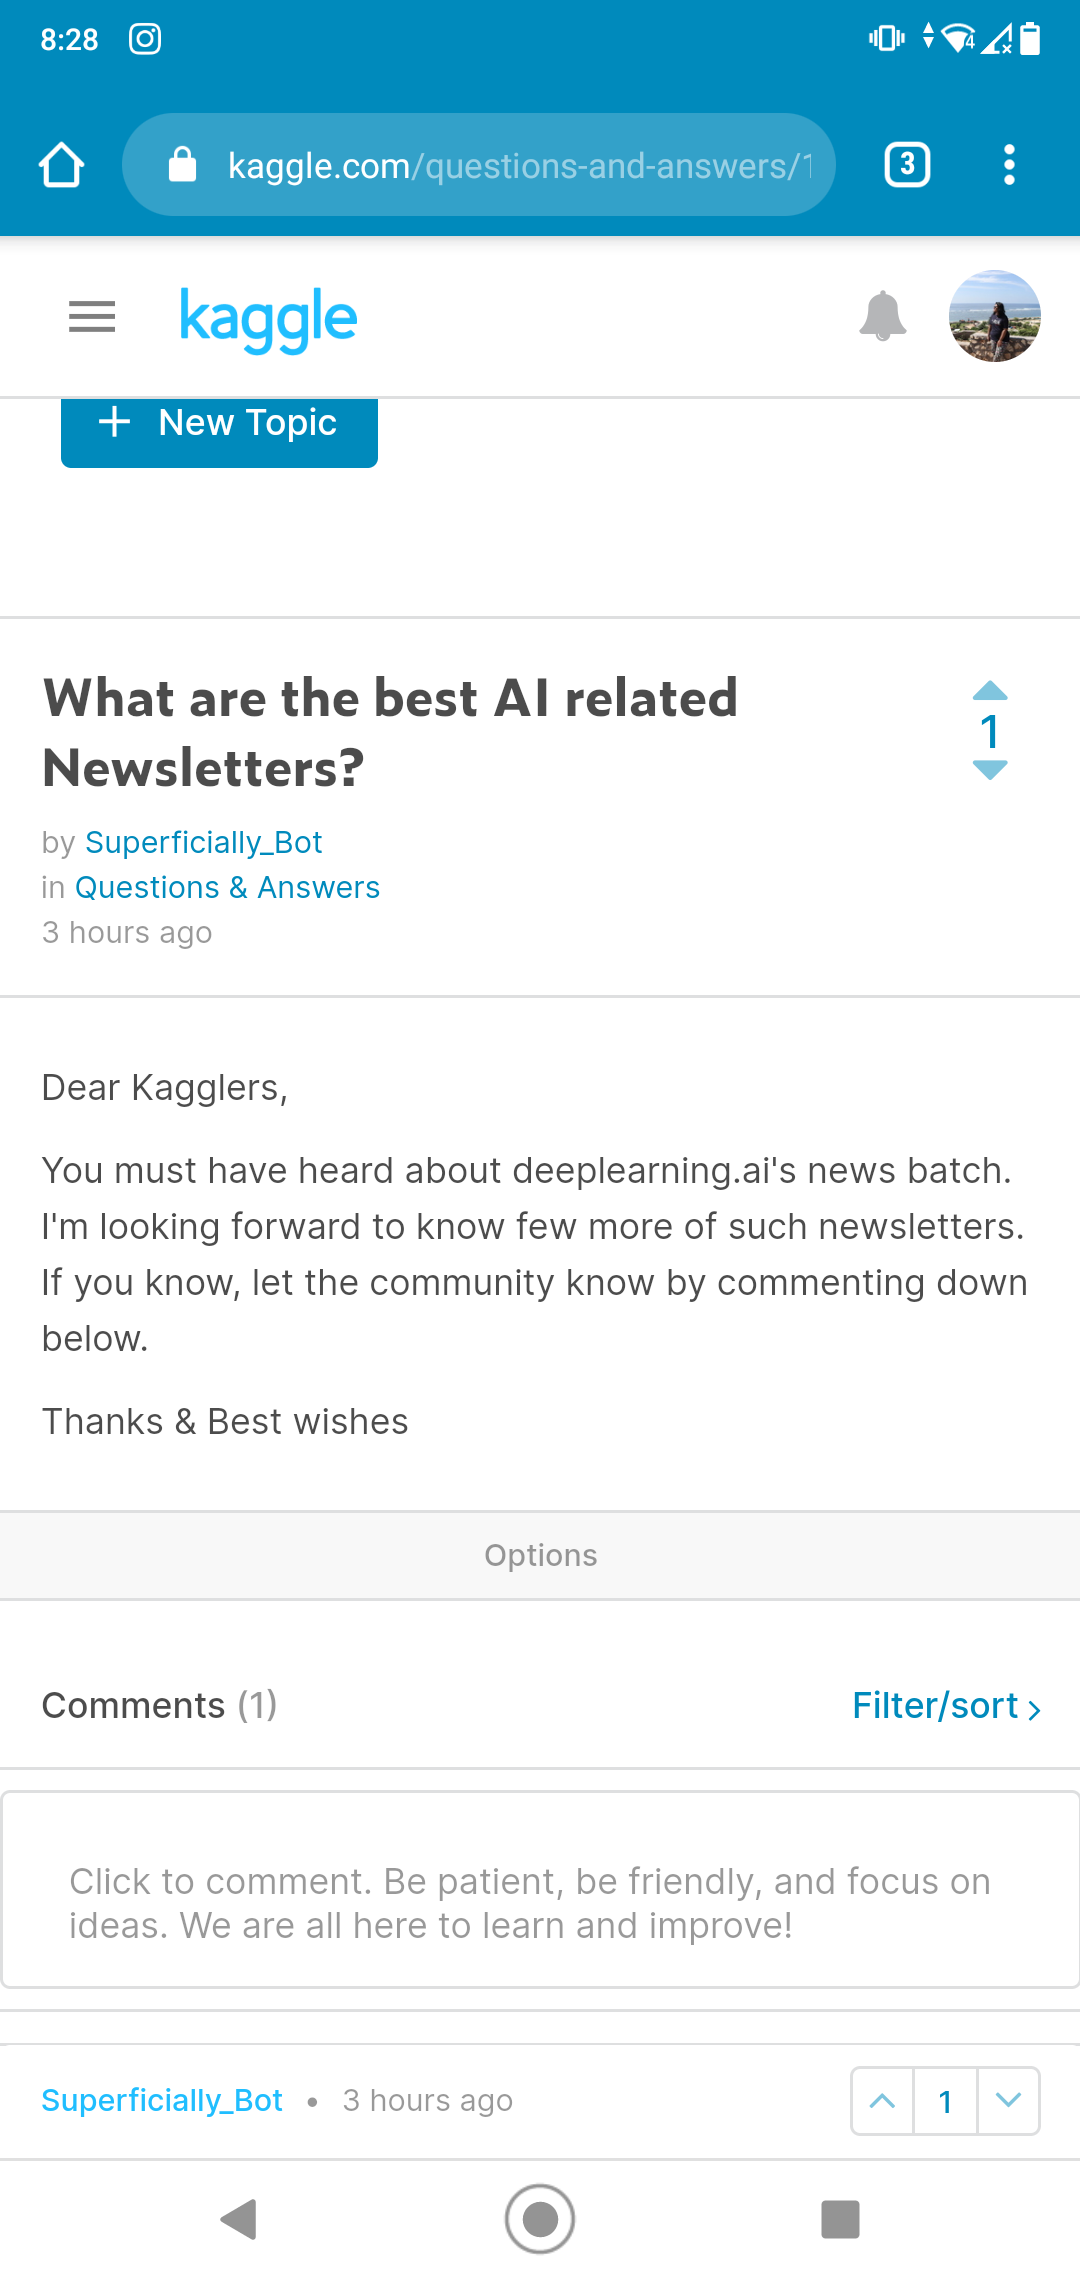 8:28
4
kaggle.com/questions-and-answers/1
3
kaggle
+ New Topic
What are the best AI related
Newsletters?
1
by Superficially_Bot
in Questions & Answers
3 hours ago
Dear Kagglers,
You must have heard about deeplearning.ai's news batch.
I'm looking forward to know few more of such newsletters.
If you know, let the community know by commenting down
below.
Thanks & Best wishes
Options
Comments (1)
Filter/sort >
Click to comment. Be patient, be friendly, and focus on
ideas. We are all here to learn and improve!
Superficially_Bot • 3 hours ago
1